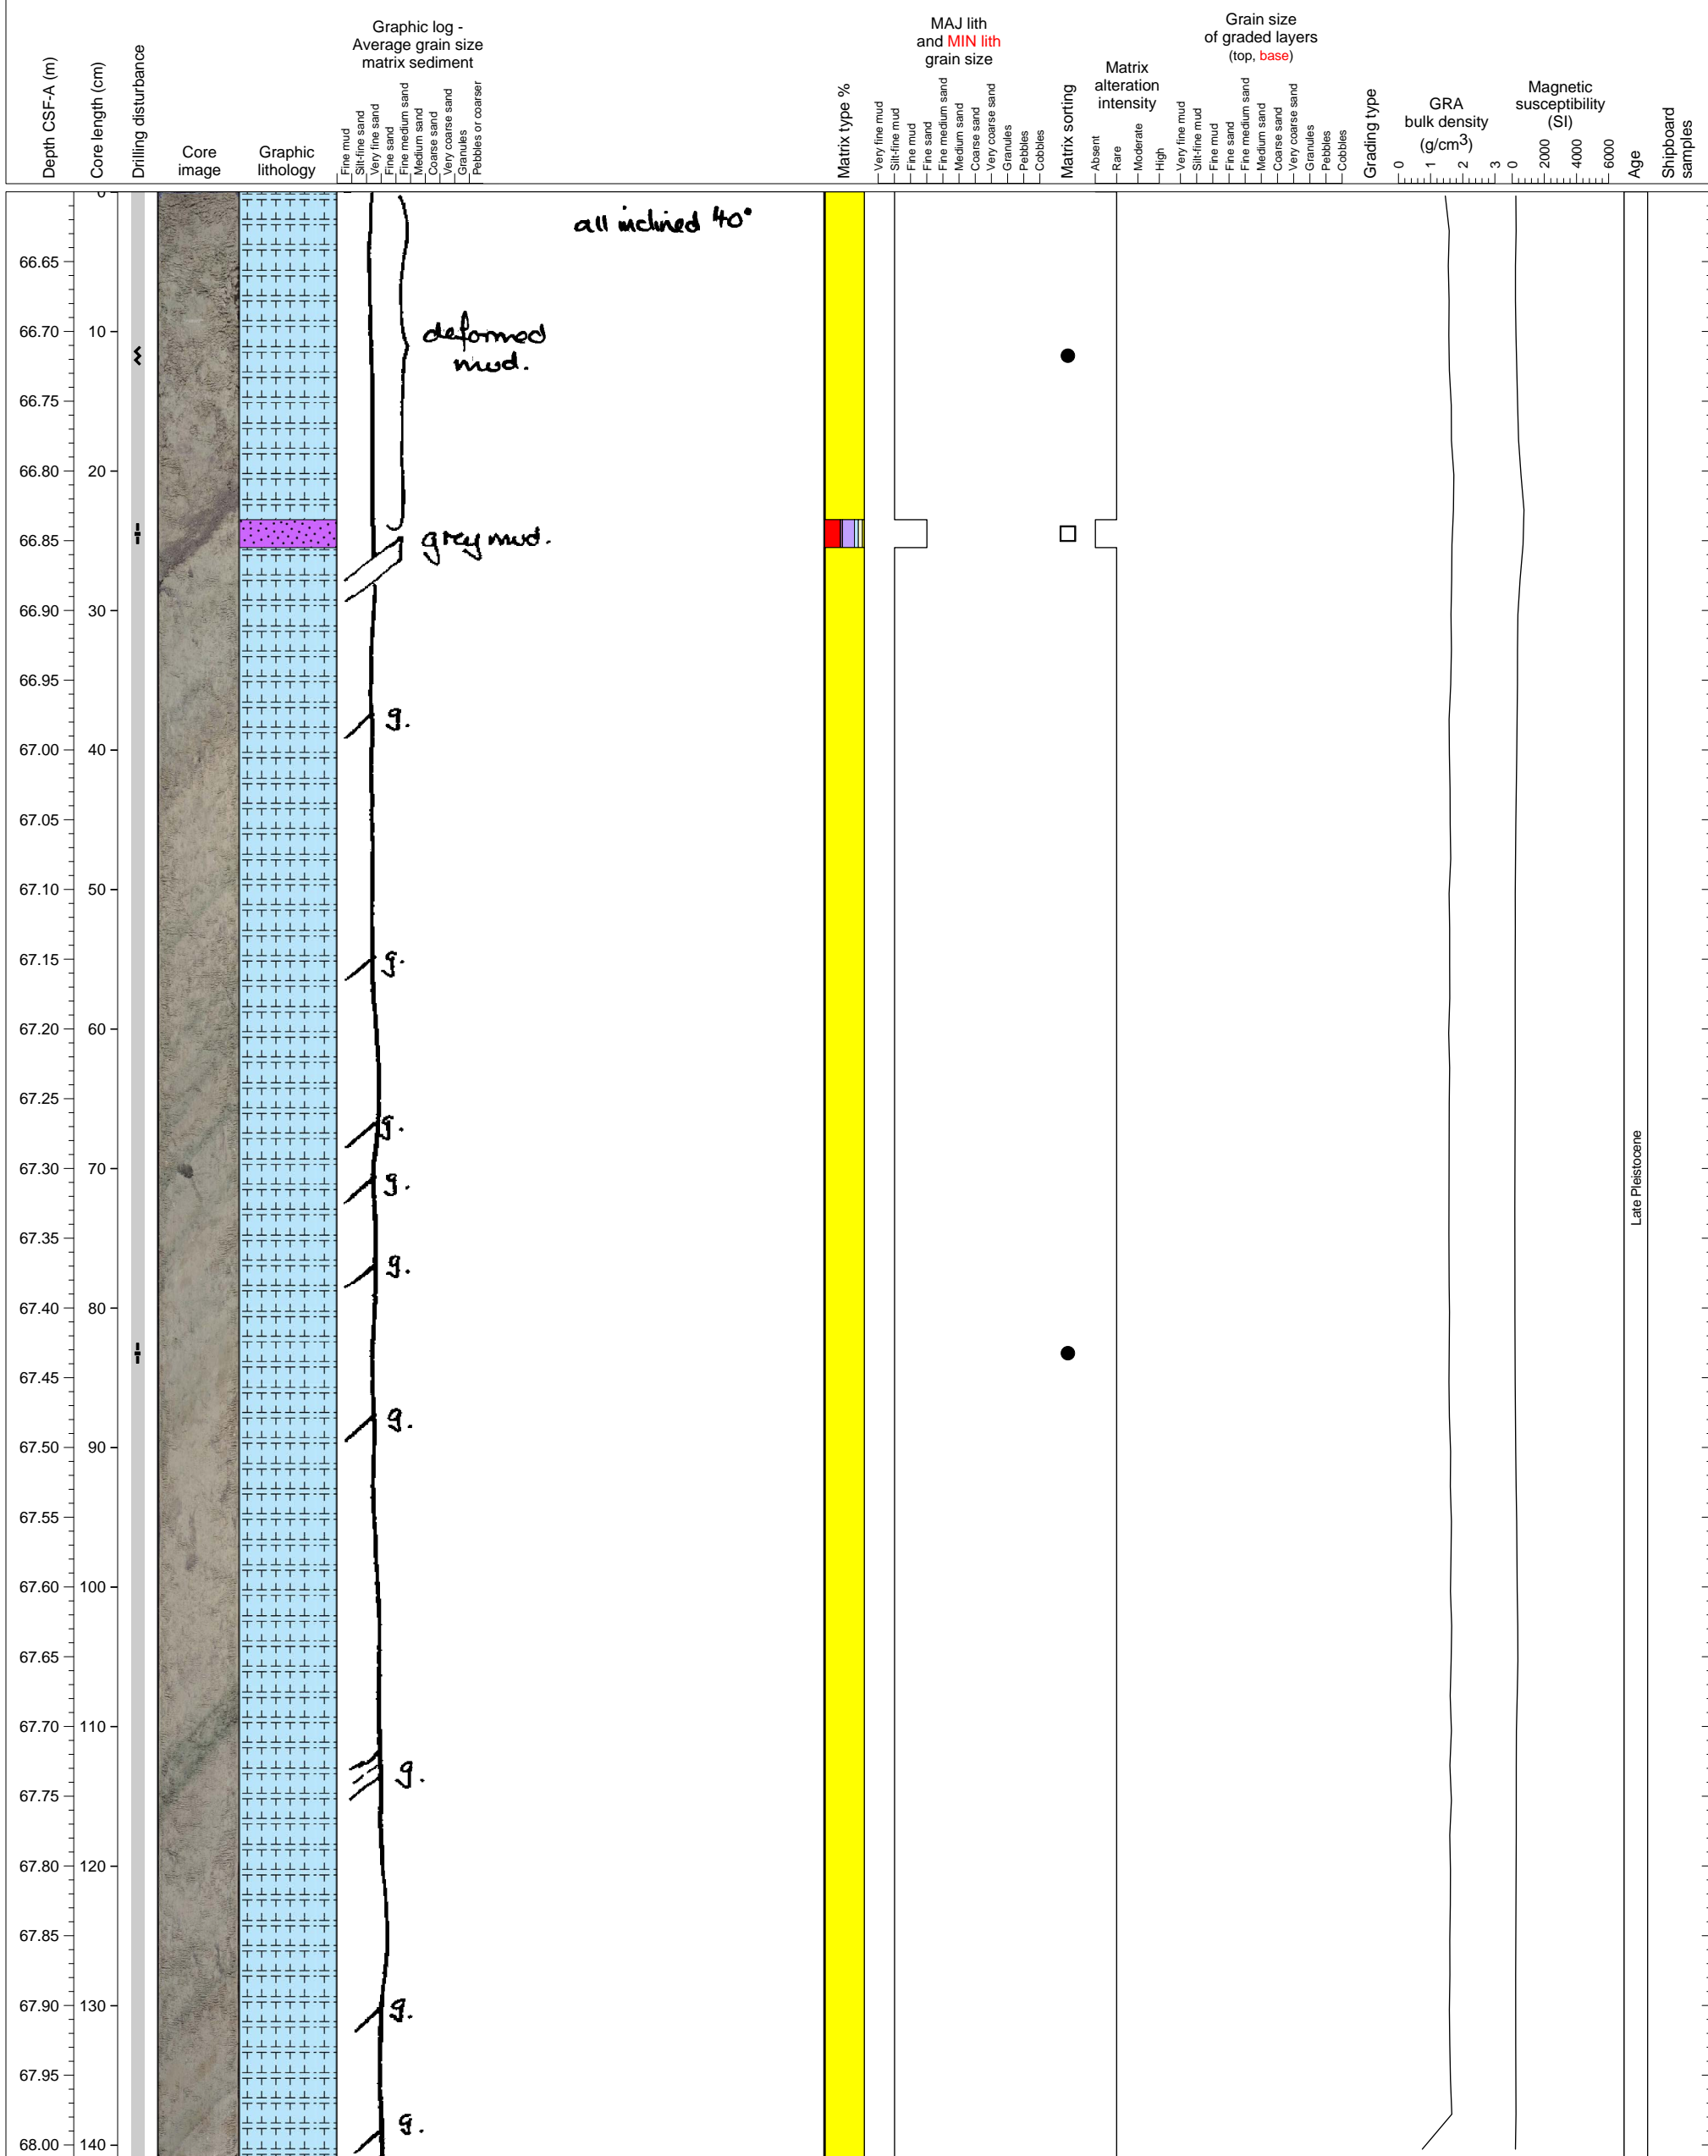 Depth CSF-A (m)
Core length (cm)
Drilling disturbance
Core
image
Graphic
lithology
Graphic log -
Average grain size
matrix sediment
Fine mud
Silt-fine sand
Very fine sand
Fine sand
Fine medium sand
Medium sand
Coarse sand
Very coarse sand
Granules
Pebbles or coarser
Matrix type %
MAJ lith
and MIN lith
grain size
Very fine mud
Silt-fine mud
Fine mud
Fine sand
Fine medium sand
Medium sand
Coarse sand
Very coarse sand
Granules
Pebbles
Cobbles
Matrix sorting
Matrix
alteration
intensity
Absent
Rare
Moderate
High
Grain size
of graded layers
(top, base)
Very fine mud
Silt-fine mud
Fine mud
Fine sand
Fine medium sand
Medium sand
Coarse sand
Very coarse sand
Granules
Pebbles
Cobbles
Grading type
GRA
bulk density
(g/cm3)
0 1 2 3
Magnetic
susceptibility
(SI)
0 2000 4000 6000
Age
Shipboard
samples
0
all inclined 40°
66.65
66.70 10
deformed
mud.
66.75
66.80 20
66.85
grey mud.
66.90 30
66.95
g.
67.00 40
67.05
67.10 50
67.15
g.
67.20 60
67.25
g.
67.30 70
g.
67.35
g.
67.40 80
67.45
g.
67.50 90
67.55
67.60 100
67.65
67.70 110
g.
67.75
67.80 120
67.85
67.90 130
g.
67.95
g.
68.00 140
Late Pleistocene